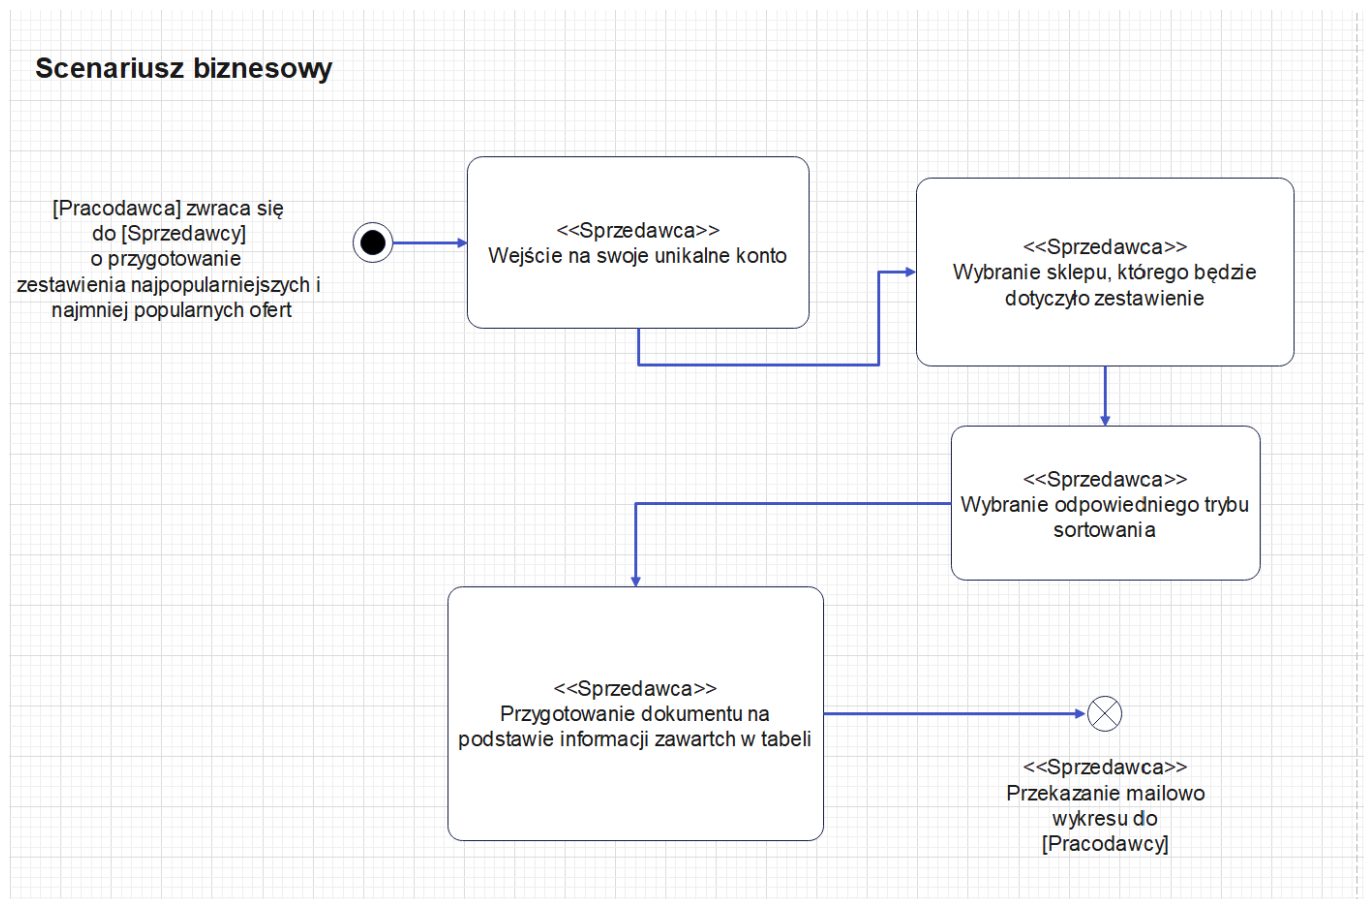 Scenariusz biznesowy
[Pracodawca] zwraca się
do [Sprzedawcy]
o przygotowanie
zestawienia najpopularniejszych i
najmniej popularnych ofert
<<Sprzedawca>>
Wejście na swoje unikalne konto
<<Sprzedawca>>
Wybranie sklepu, którego będzie
dotyczyło zestawienie
<<Sprzedawca>>
Wybranie odpowiedniego trybu
sortowania
<<Sprzedawca>>
Przygotowanie dokumentu na
podstawie informacji zawartch w tabeli
<<Sprzedawca>>
Przekazanie mailowo
wykresu do
[Pracodawcy]